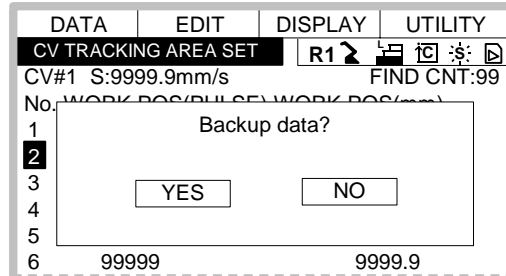 DATA EDIT DISPLAY UTILITY
CV TRACKING AREA SET R1
CV#1 S:9999.9mm/s FIND CNT:99
No. WORK POS(PULSE) WORK POS(mm)
Backup data?
1
2
3 YES NO
4
5
6 99999 9999.9